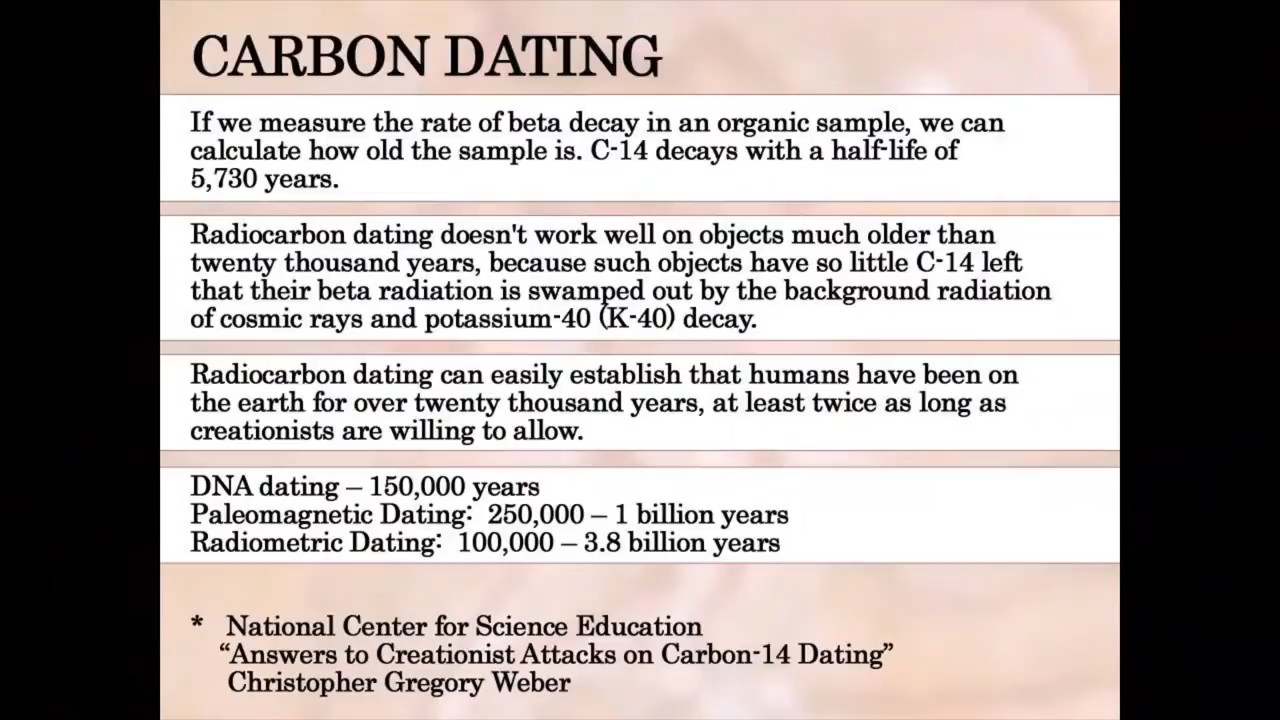 CARBON DATING
If we measure the rate of beta decay in an organic sample, we can
calculate how old the sample is. C-14 decays with a half-life of
5,730 years.
Radiocarbon dating doesn't work well on objects much older than
twenty thousand years, because such objects have so little C-14 left
that their beta radiation is swamped out by the background radiation
of cosmic rays and potassium-40 (K-40) decay.
Radiocarbon dating can easily establish that humans have been on
the earth for over twenty thousand years, at least twice as long as
creationists are willing to allow.
DNA dating – 150,000 years
Paleomagnetic Dating:  250,000 – 1 billion years
Radiometric Dating:  100,000 – 3.8 billion years
* National Center for Science Education
“Answers to Creationist Attacks on Carbon-14 Dating”
Christopher Gregory Weber